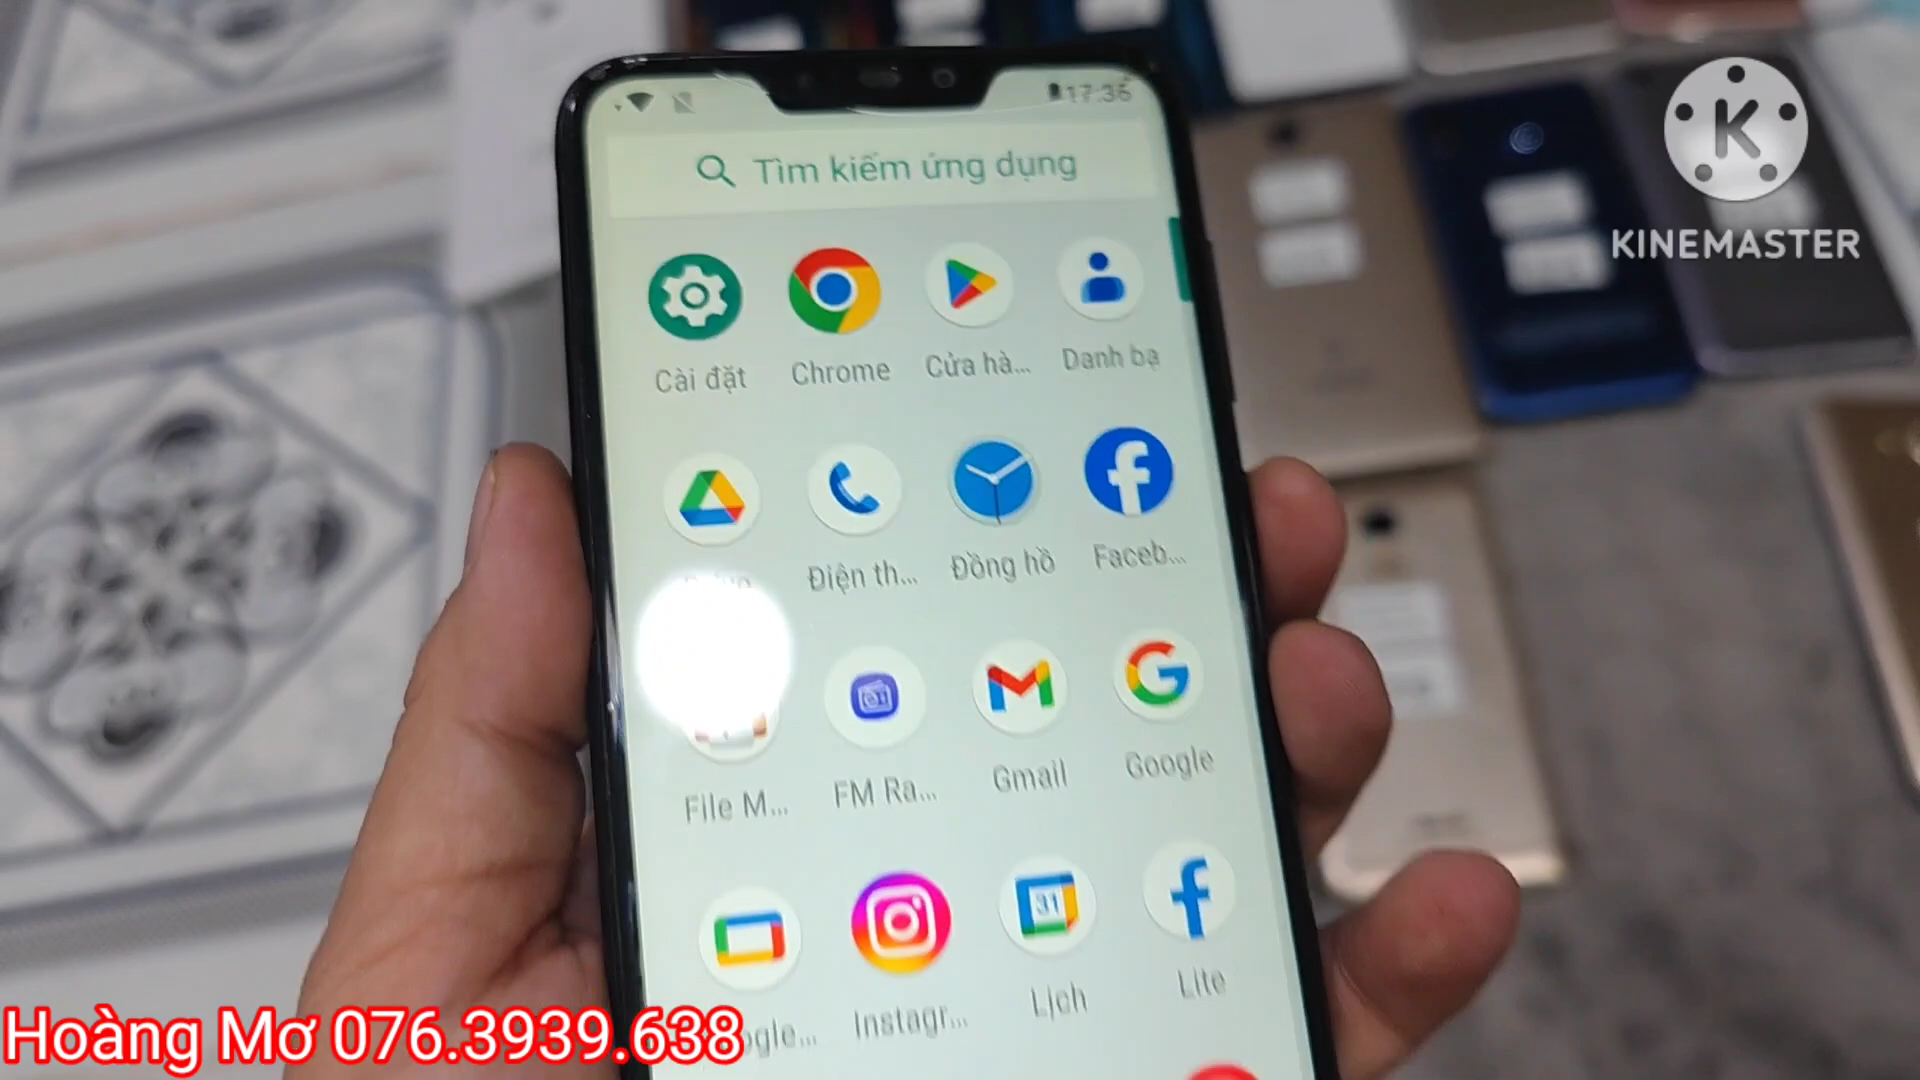 17:36
Tìm kiếm ứng dụng
Cài đặt
Chrome
Cửa hà...
Danh bạ
Điện th...
Đồng hồ
Faceb...
File M...
FM Ra...
Gmail
Google
31
Instagr...
Lịch
Lite
K
KINEMASTER
Hoàng Mơ 076.3939.638